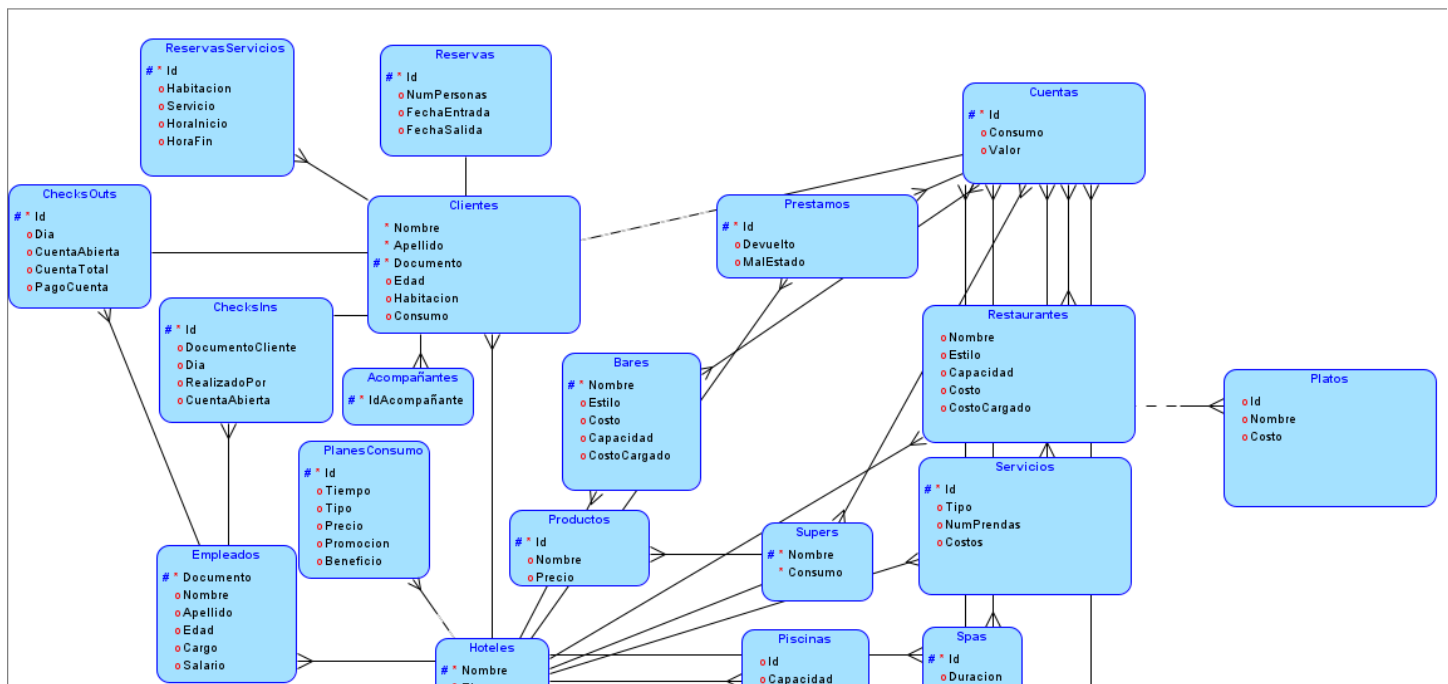 ReservasServicios
# * Id
o Habitacion
o Servicio
o HoraInicio
o HoraFin
Reservas
# * Id
o NumPersonas
o FechaEntrada
o FechaSalida
Cuentas
# * Id
o Consumo
o Valor
ChecksOuts
# * Id
o Dia
o CuentaAbierta
o CuentaTotal
o PagoCuenta
Clientes
* Nombre
* Apellido
# * Documento
o Edad
o Habitacion
o Consumo
Prestamos
# * Id
o Devuelto
o MalEstado
ChecksIns
# * Id
o DocumentoCliente
o Dia
o RealizadoPor
o CuentaAbierta
Acompañantes
# * IdAcompañante
Bares
# * Nombre
o Estilo
o Costo
o Capacidad
o CostoCargado
Restaurantes
o Nombre
o Estilo
o Capacidad
o Costo
o CostoCargado
Platos
o Id
o Nombre
o Costo
PlanesConsumo
# * Id
o Tiempo
o Tipo
o Precio
o Promocion
o Beneficio
Servicios
# * Id
o Tipo
o NumPrendas
o Costos
Productos
# * Id
o Nombre
o Precio
Supers
# * Nombre
* Consumo
Empleados
# * Documento
o Nombre
o Apellido
o Edad
o Cargo
o Salario
Hoteles
# * Nombre
Piscinas
o Id
o Capacidad
Spas
# * Id
o Duracion